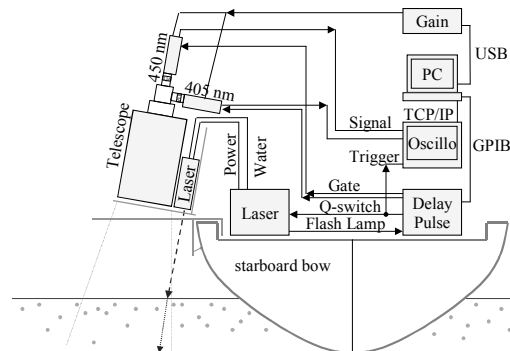 Gain
450 nm
USB
405 nm
PC
TCP/IP
Telescope
Signal
Oscillo
GPIB
Trigger
Laser
Power
Water
Gate
Laser
Q-switch
Flash Lamp
Delay
Pulse
starboard bow